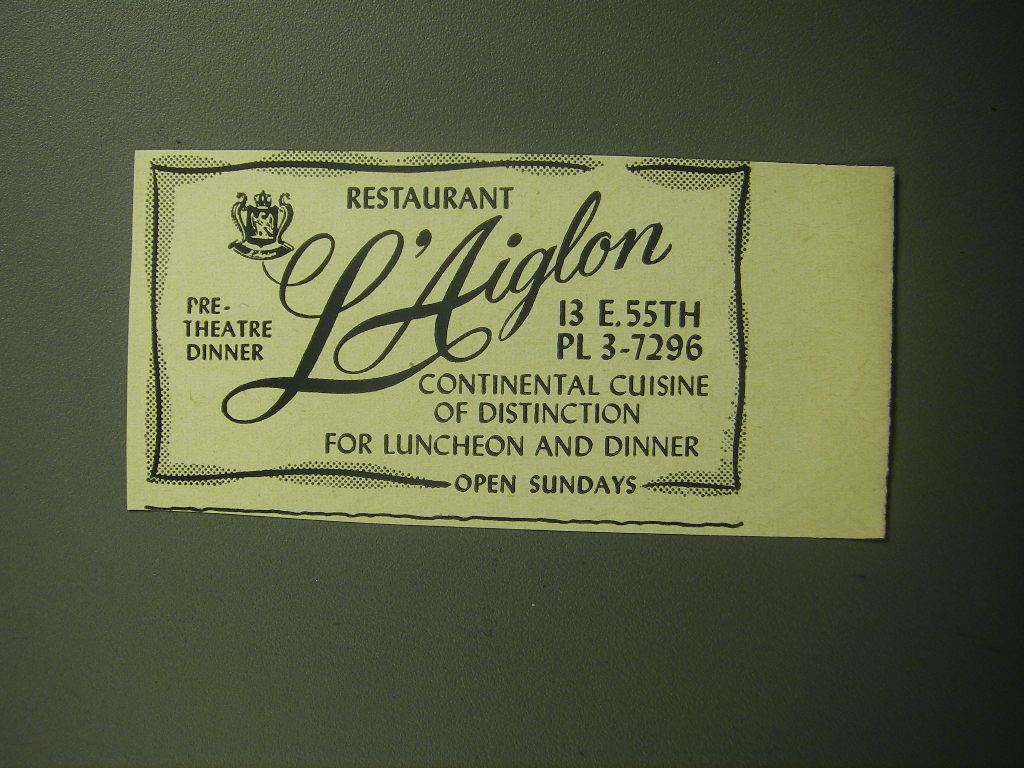 RESTAURANT
L'Aiglon
PRE-
THEATRE
DINNER
13 E. 55TH
PL 3-7296
CONTINENTAL CUISINE
OF DISTINCTION
FOR LUNCHEON AND DINNER
OPEN SUNDAYS